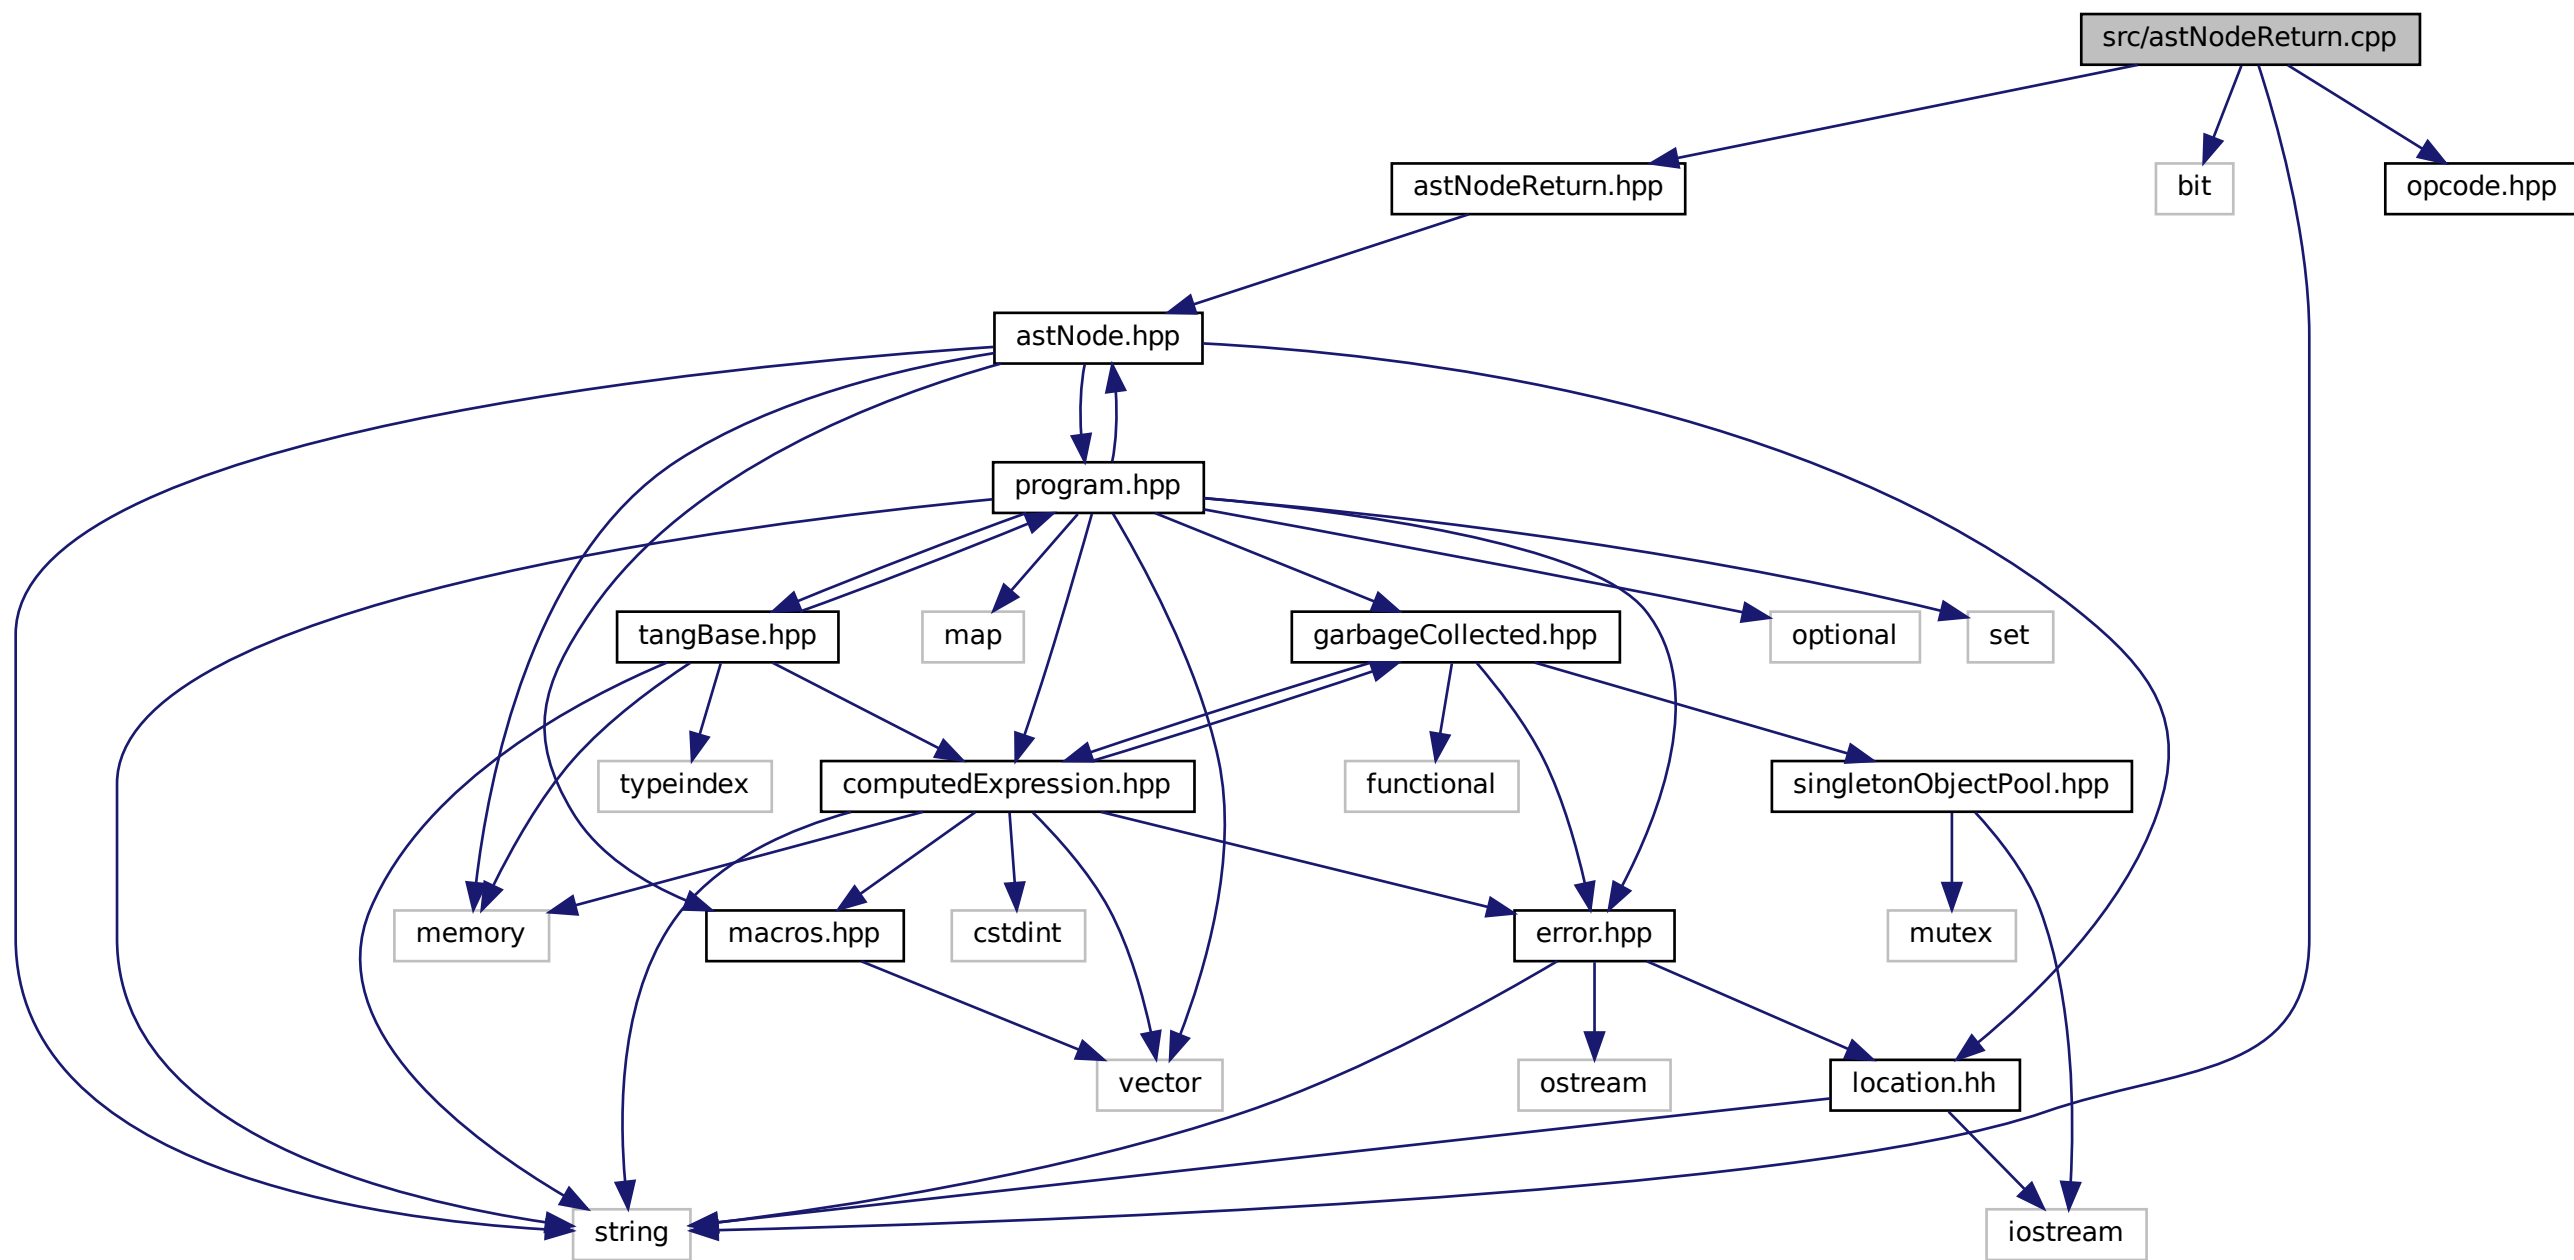 src/astNodeReturn.cpp
astNodeReturn.hpp
bit
opcode.hpp
astNode.hpp
program.hpp
tangBase.hpp
map
garbageCollected.hpp
optional
set
typeindex
computedExpression.hpp
functional
singletonObjectPool.hpp
memory
macros.hpp
cstdint
error.hpp
mutex
vector
ostream
location.hh
string
iostream